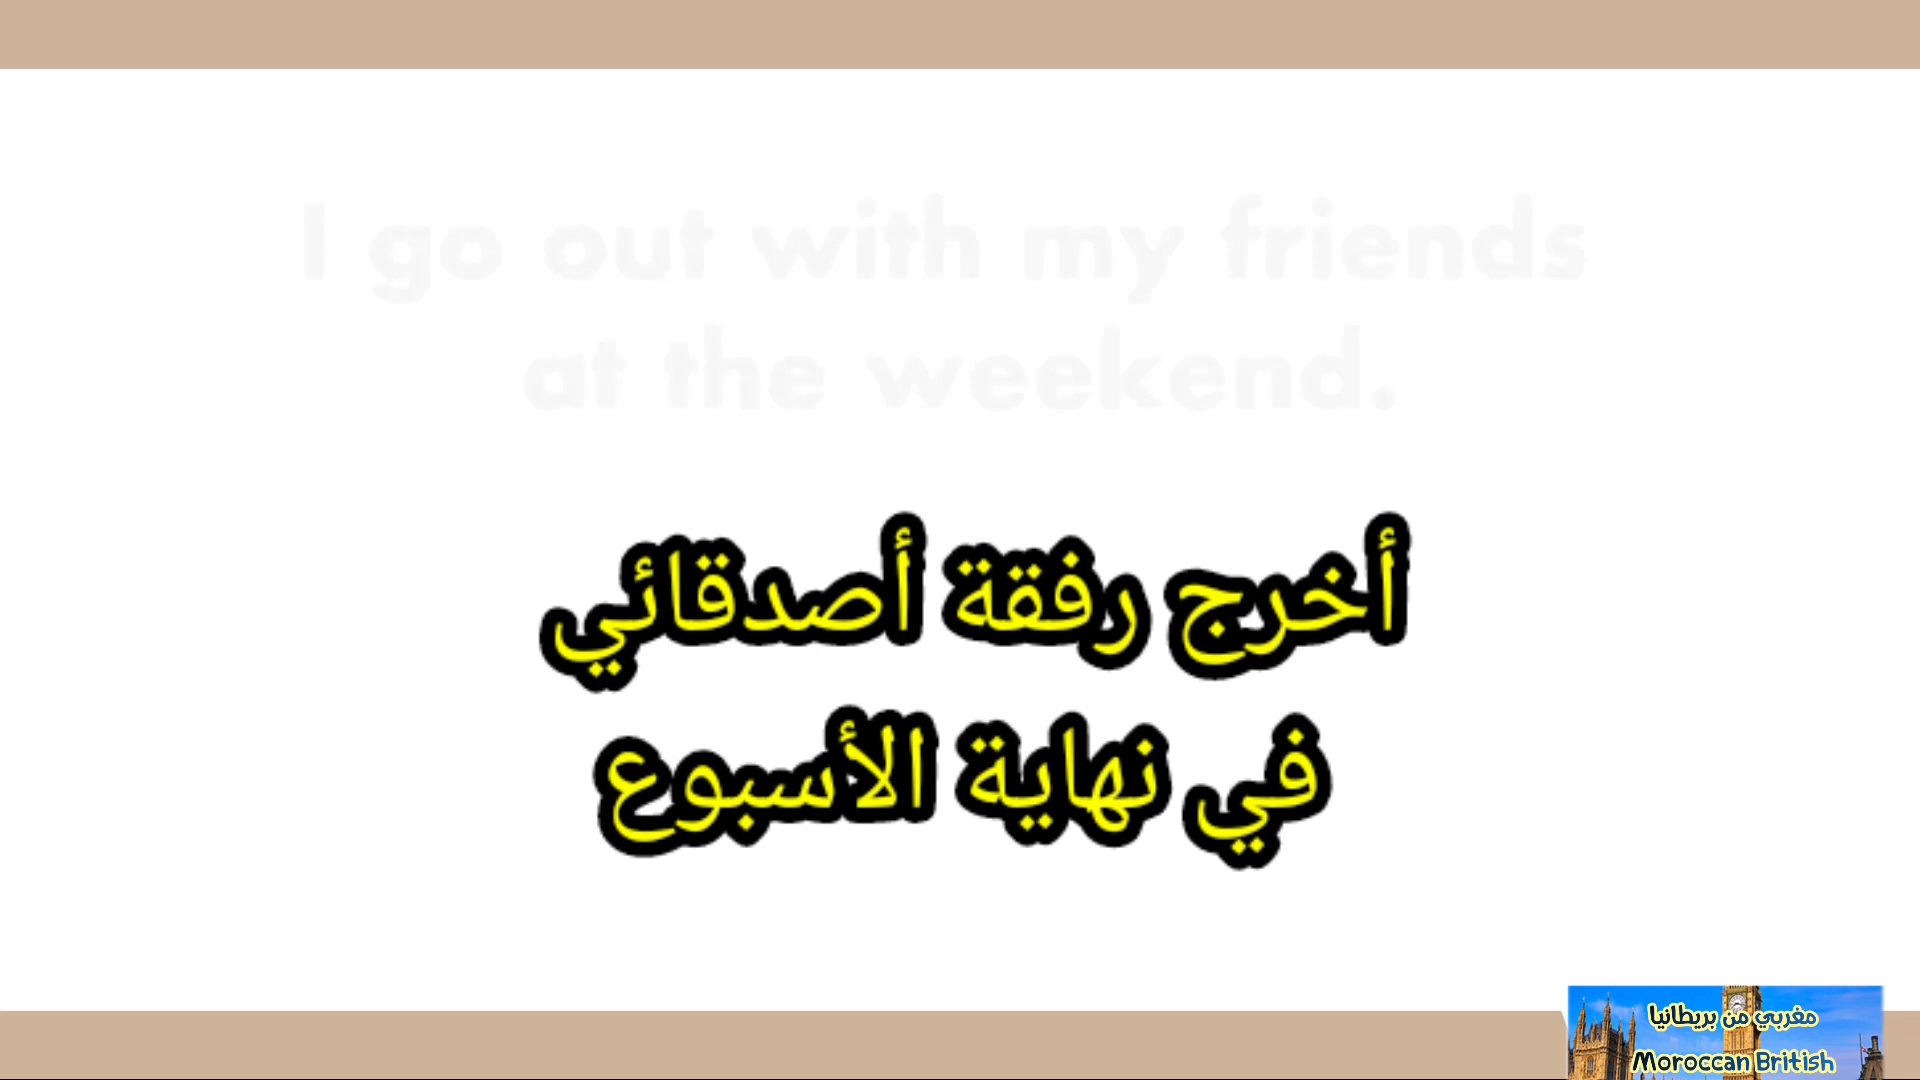 I go out with my friends
at the weekend.
أخرج رفقة أصدقائي
في نهاية الأسبوع
مغربي من بريطانيا
Moroccan British